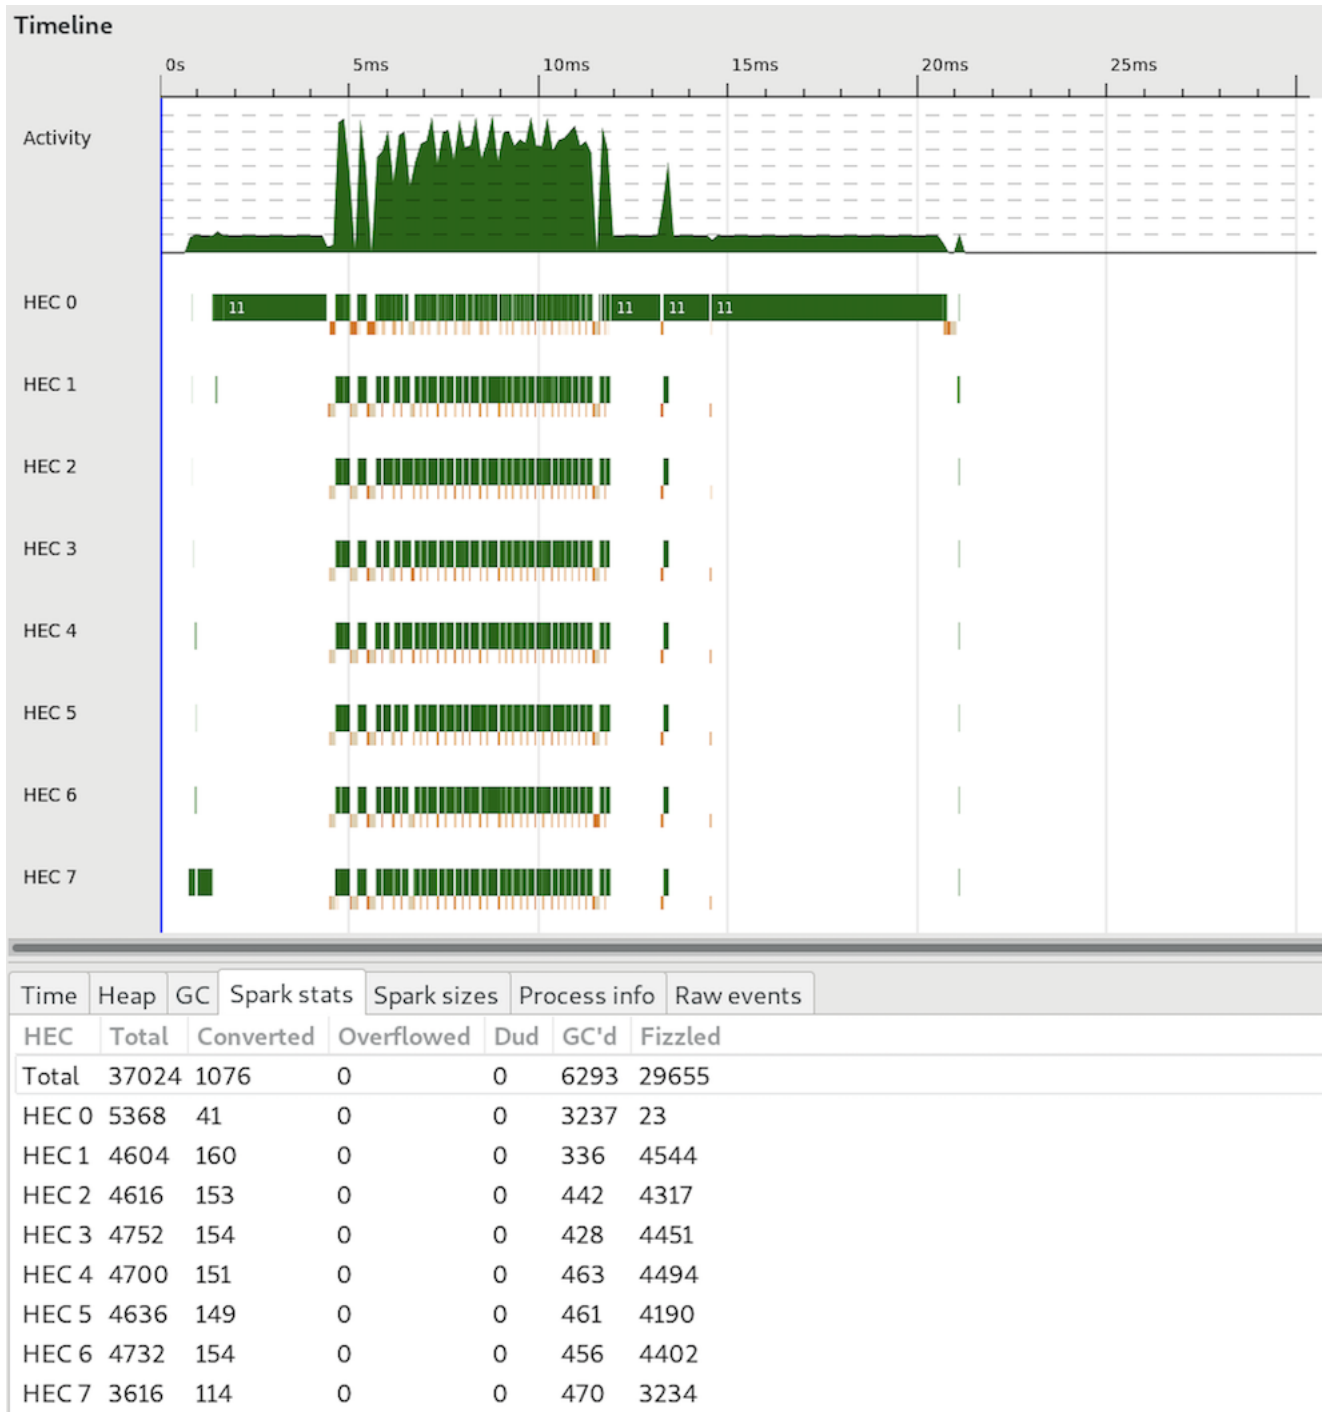 Timeline
0s 5ms 10ms 15ms 20ms 25ms
Activity
HEC 0 11 11 11 11
HEC 1
HEC 2
HEC 3
HEC 4
HEC 5
HEC 6
HEC 7
Time Heap GC Spark stats Spark sizes Process info Raw events
HEC Total Converted Overflowed Dud GC'd Fizzled
Total 37024 1076 0 0 6293 29655
HEC 0 5368 41 0 0 3237 23
HEC 1 4604 160 0 0 336 4544
HEC 2 4616 153 0 0 442 4317
HEC 3 4752 154 0 0 428 4451
HEC 4 4700 151 0 0 463 4494
HEC 5 4636 149 0 0 461 4190
HEC 6 4732 154 0 0 456 4402
HEC 7 3616 114 0 0 470 3234